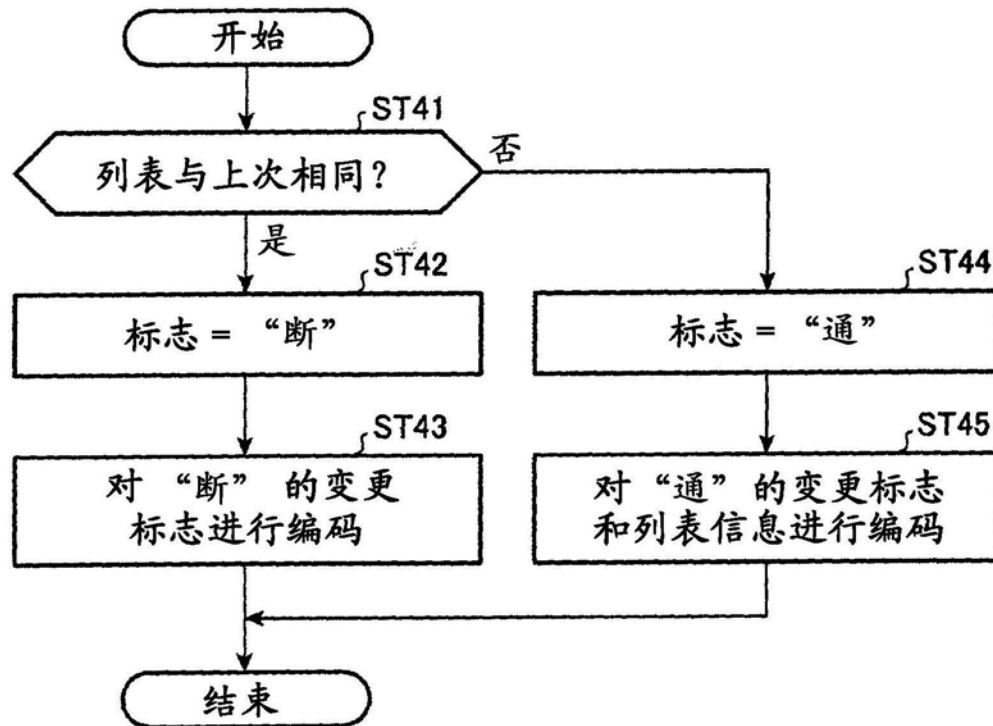 开始
ST41
列表与上次相同？
否
是
ST42
标志 = “断”
ST44
标志 = “通”
ST43
对 “断” 的变更
标志进行编码
ST45
对“通”的变更标志
和列表信息进行编码
结束